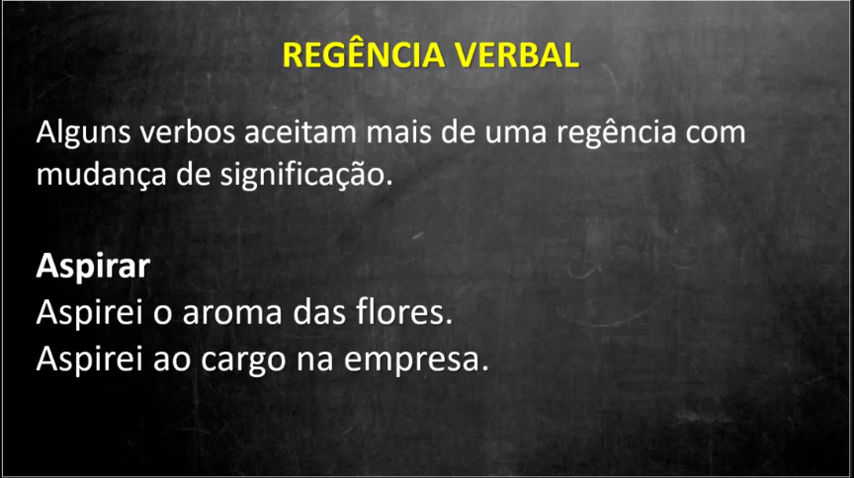 REGÊNCIA VERBAL
Alguns verbos aceitam mais de uma regência com
mudança de significação.
Aspirar
Aspirei o aroma das flores.
Aspirei ao cargo na empresa.